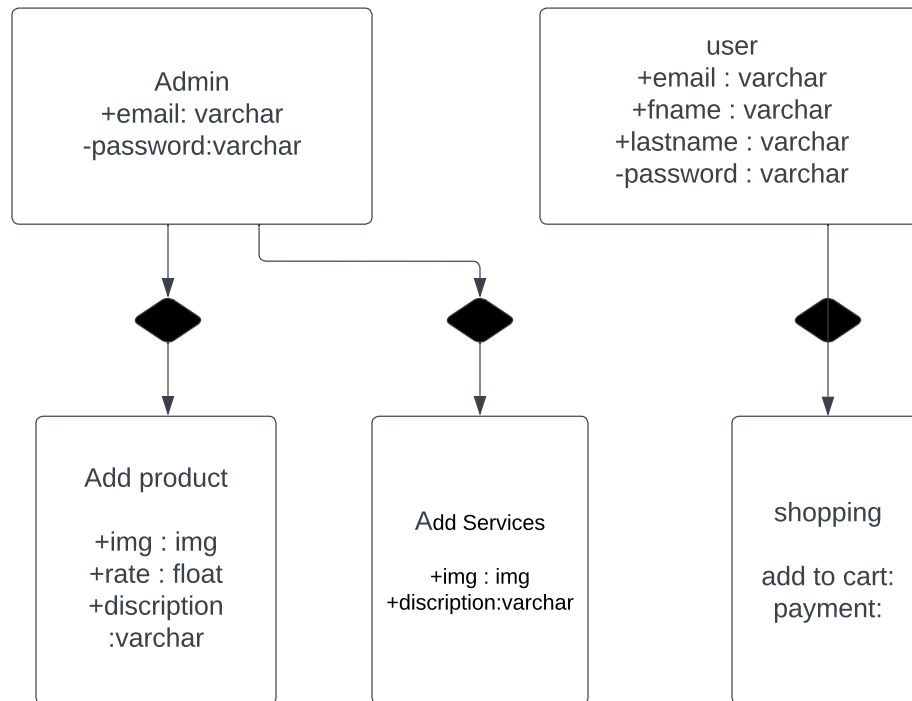 Admin
+email: varchar
-password:varchar
user
+email : varchar
+fname : varchar
+lastname : varchar
-password : varchar
Add product
+img : img
+rate : float
+discription
:varchar
Add Services
+img : img
+discription:varchar
shopping
add to cart:
payment: